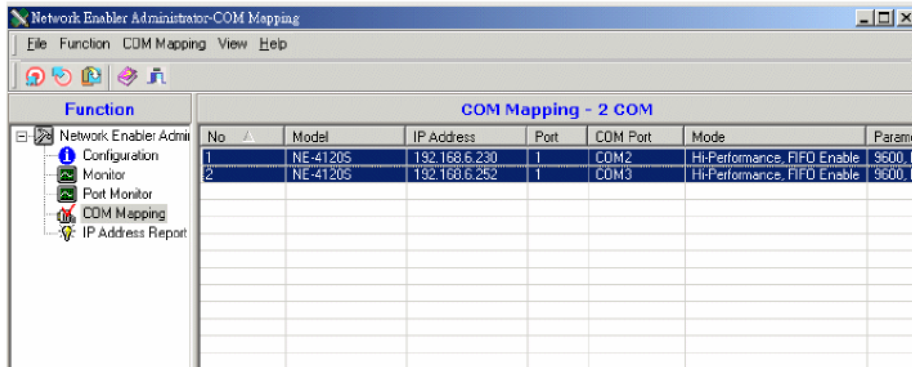 Network Enabler Administrator-COM Mapping
File Function COM Mapping View Help
Function
COM Mapping - 2 COM
Network Enabler Admi
Configuration
Monitor
Port Monitor
COM Mapping
IP Address Report
No Model IP Address Port COM Port Mode Parame
1 NE-4120S 192.168.6.230 1 COM2 Hi-Performance, FIFO Enable 9600,
2 NE-4120S 192.168.6.252 1 COM3 Hi-Performance, FIFO Enable 9600,